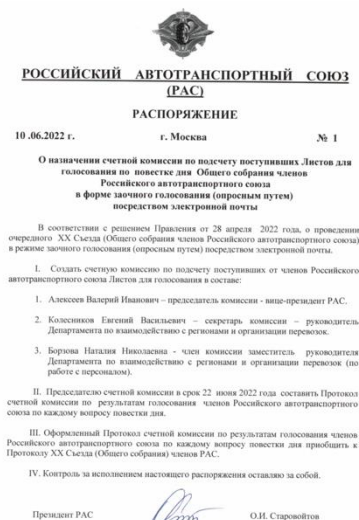 РОССИЙСКИЙ АВТОТРАНСПОРТНЫЙ СОЮЗ
(РАС)
РАСПОРЯЖЕНИЕ
10 .06.2022 г. г. Москва № 1
О назначении счетной комиссии по подсчету поступивших Листов для
голосования по повестке дня Общего собрания членов
Российского автотранспортного союза
в форме заочного голосования (опросным путем)
посредством электронной почты
В соответствии с решением Правления от 28 апреля 2022 года, о проведении
очередного XX Съезда (Общего собрания членов Российского автотранспортного союза)
в режиме заочного голосования (опросным путем) посредством электронной почты.
I. Создать счетную комиссию по подсчету поступивших от членов Российского
автотранспортного союза Листов для голосования в составе:
1. Алексеев Валерий Иванович – председатель комиссии - вице-президент РАС.
2. Колесников Евгений Васильевич – секретарь комиссии – руководитель
Департамента по взаимодействию с регионами и организации перевозок.
3. Борзова Наталия Николаевна - член комиссии заместитель руководителя
Департамента по взаимодействию с регионами и организации перевозок (по
работе с персоналом).
II. Председателю счетной комиссии в срок 22 июня 2022 года составить Протокол
счетной комиссии по результатам голосования членов Российского автотранспортного
союза по каждому вопросу повестки дня.
III. Оформленный Протокол счетной комиссии по результатам голосования членов
Российского автотранспортного союза по каждому вопросу повестки дня приобщить к
Протоколу XX Съезда (Общего собрания) членов РАС.
IV. Контроль за исполнением настоящего распоряжения оставляю за собой.
Президент РАС О.И. Старовойтов